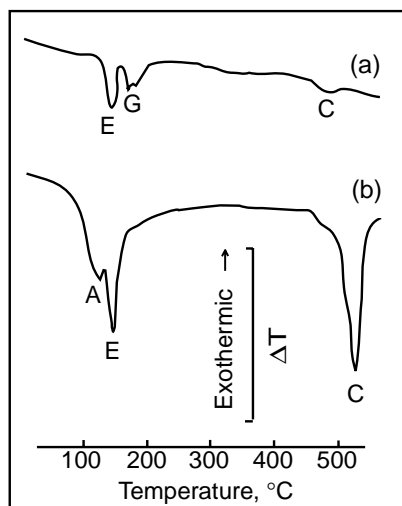 (a)
E
G
C
(b)
A
E
C
Exothermic →
ΔT
100 200 300 400 500
Temperature, °C